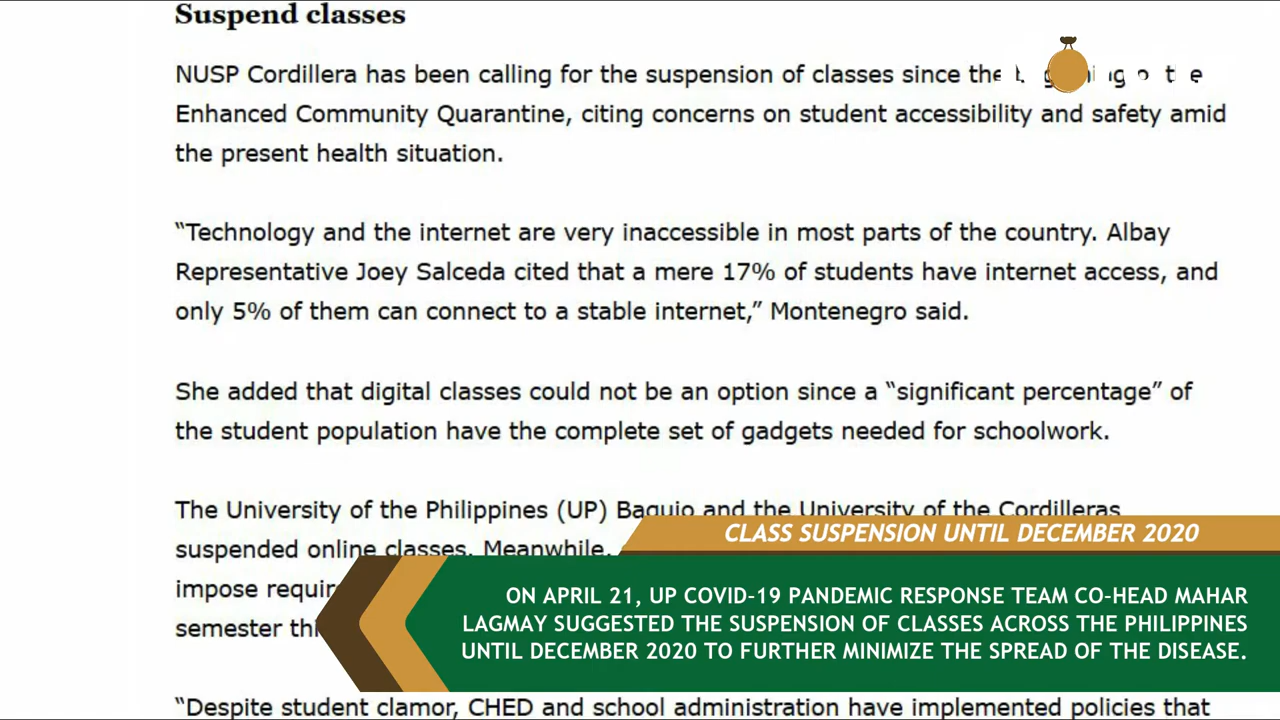 Suspend classes
NUSP Cordillera has been calling for the suspension of classes since the
Enhanced Community Quarantine, citing concerns on student accessibility and safety amid
the present health situation.
“Technology and the internet are very inaccessible in most parts of the country. Albay
Representative Joey Salceda cited that a mere 17% of students have internet access, and
only 5% of them can connect to a stable internet,” Montenegro said.
She added that digital classes could not be an option since a “significant percentage” of
the student population have the complete set of gadgets needed for schoolwork.
The University of the Philippines (UP) Baguio and the University of the Cordilleras
suspended online classes. Meanwhile,
impose
semester
CLASS SUSPENSION UNTIL DECEMBER 2020
ON APRIL 21, UP COVID-19 PANDEMIC RESPONSE TEAM CO-HEAD MAHAR
LAGMAY SUGGESTED THE SUSPENSION OF CLASSES ACROSS THE PHILIPPINES
UNTIL DECEMBER 2020 TO FURTHER MINIMIZE THE SPREAD OF THE DISEASE.
“Despite student clamor, CHED and school administration have implemented policies that